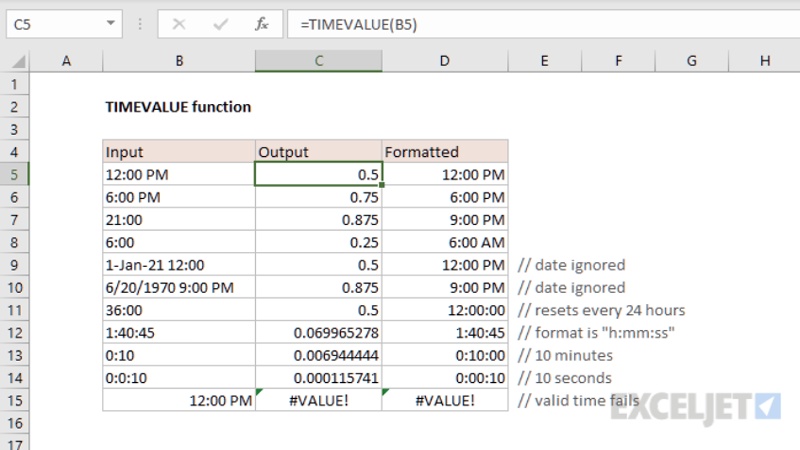 C5 fx =TIMEVALUE(B5)
A B C D E F G H
1
2 TIMEVALUE function
3
4 Input Output Formatted
5 12:00 PM 0.5 12:00 PM
6 6:00 PM 0.75 6:00 PM
7 21:00 0.875 9:00 PM
8 6:00 0.25 6:00 AM
9 1-Jan-21 12:00 0.5 12:00 PM // date ignored
10 6/20/1970 9:00 PM 0.875 9:00 PM // date ignored
11 36:00 0.5 12:00:00 // resets every 24 hours
12 1:40:45 0.069965278 1:40:45 // format is "h:mm:ss"
13 0:10 0.006944444 0:10:00 // 10 minutes
14 0:0:10 0.000115741 0:00:10 // 10 seconds
15 12:00 PM #VALUE! #VALUE! // valid time fails
EXCELJET
16
17